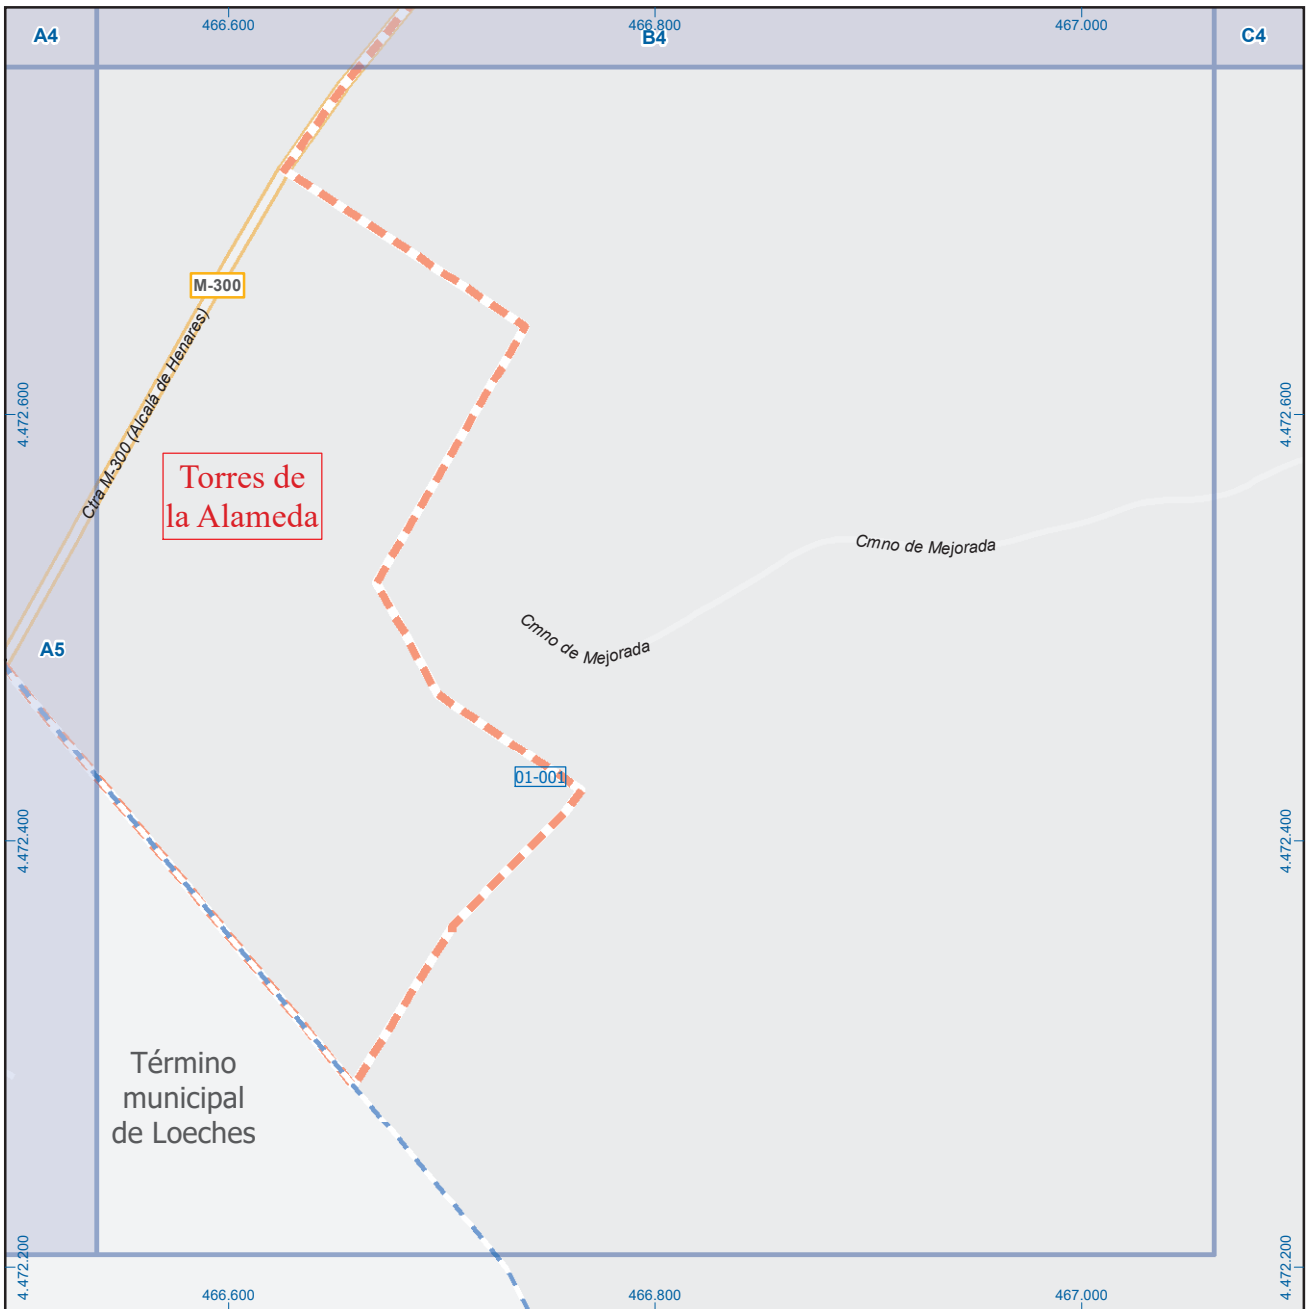 466.600
466.800
467.000
A4
B4
C4
M-300
Ctra M-300 (Alcalá de Henares)
4.472.600
4.472.600
Torres de
la Alameda
Cmno de Mejorada
Cmno de Mejorada
A5
01-001
4.472.400
4.472.400
Término
municipal
de Loeches
4.472.200
4.472.200
466.600
466.800
467.000